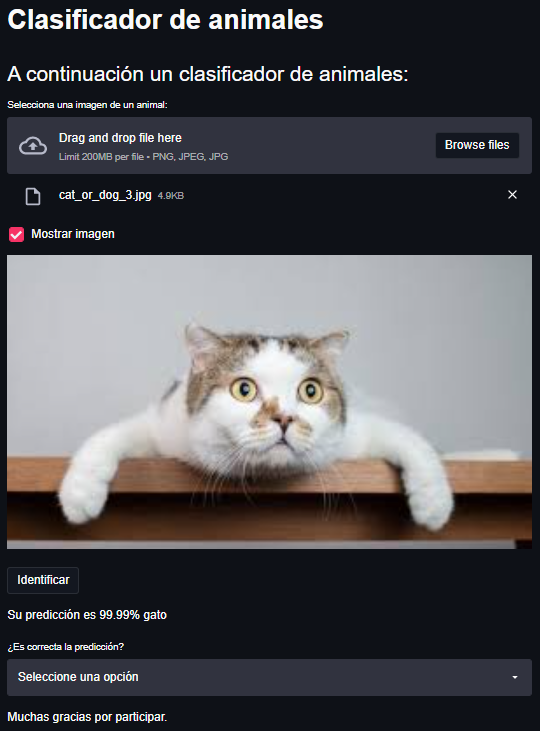 Clasificador de animales
A continuación un clasificador de animales:
Selecciona una imagen de un animal:
Drag and drop file here
Limit 200MB per file • PNG, JPEG, JPG
Browse files
cat_or_dog_3.jpg 4.9KB
Mostrar imagen
Identificar
Su predicción es 99.99% gato
¿Es correcta la predicción?
Seleccione una opción
Muchas gracias por participar.